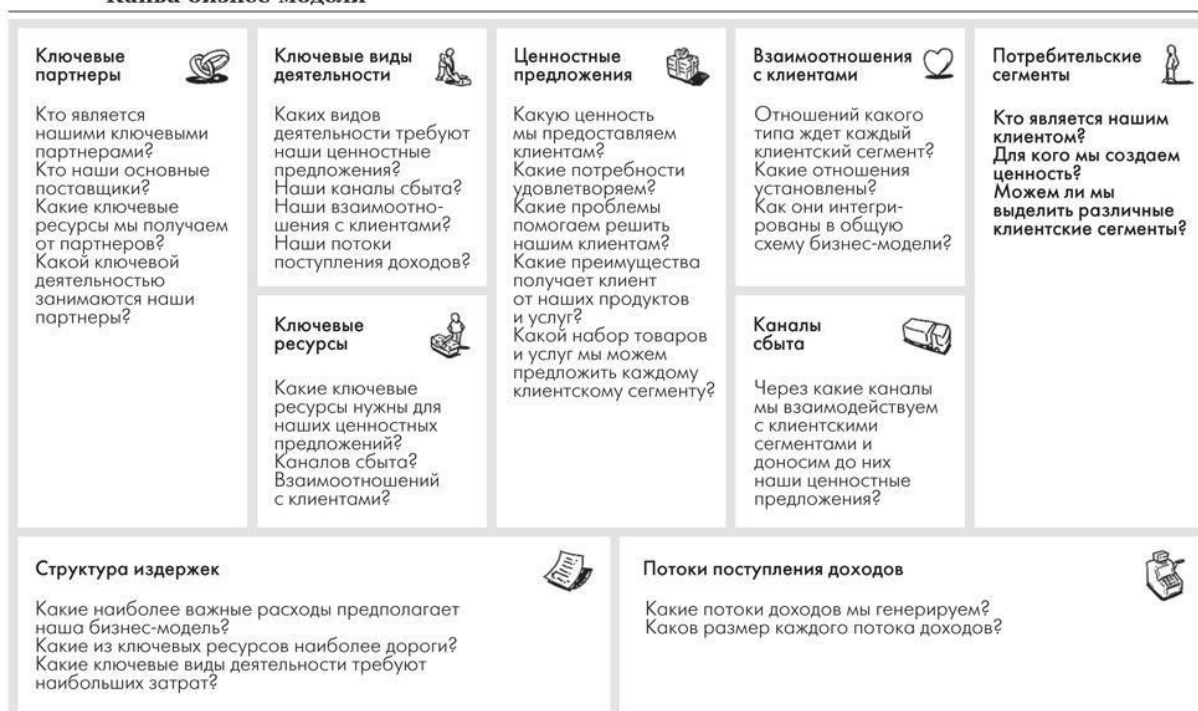 Ключевые
партнеры
Кто является
нашими ключевыми
партнерами?
Кто наши основные
поставщики?
Какие ключевые
ресурсы мы получаем
от партнеров?
Какой ключевой
деятельностью
занимаются наши
партнеры?
Ключевые виды
деятельности
Каких видов
деятельности требуют
наши ценностные
предложения?
Наши каналы сбыта?
Наши взаимоотно-
шения с клиентами?
Наши потоки
поступления доходов?
Ключевые
ресурсы
Какие ключевые
ресурсы нужны для
наших ценностных
предложений?
Каналов сбыта?
Взаимоотношений
с клиентами?
Ценностные
предложения
Какую ценность
мы предоставляем
клиентам?
Какие потребности
удовлетворяем?
Какие проблемы
помогаем решить
нашим клиентам?
Какие преимущества
получает клиент
от наших продуктов
и услуг?
Какой набор товаров
и услуг мы можем
предложить каждому
клиентскому сегменту?
Взаимоотношения
с клиентами
Отношений какого
типа ждет каждый
клиентский сегмент?
Какие отношения
установлены?
Как они интегри-
рованы в общую
схему бизнес-модели?
Каналы
сбыта
Через какие каналы
мы взаимодействуем
с клиентскими
сегментами и
доносим до них
наши ценностные
предложения?
Потребительские
сегменты
Кто является нашим
клиентом?
Для кого мы создаем
ценность?
Можем ли мы
выделить различные
клиентские сегменты?
Структура издержек
Какие наиболее важные расходы предполагает
наша бизнес-модель?
Какие из ключевых ресурсов наиболее дороги?
Какие ключевые виды деятельности требуют
наибольших затрат?
Потоки поступления доходов
Какие потоки доходов мы генерируем?
Каков размер каждого потока доходов?